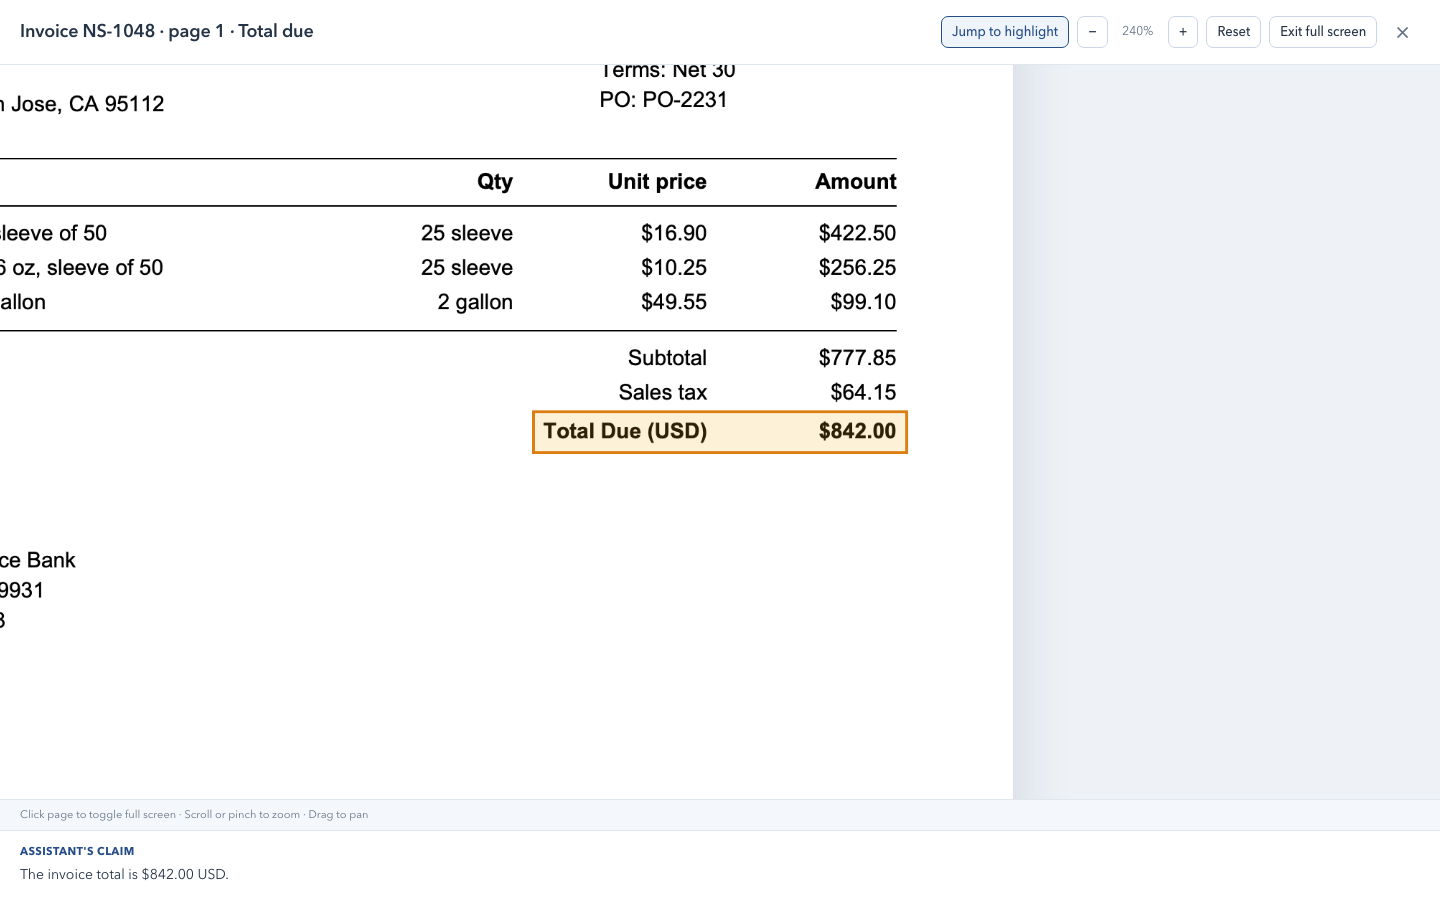 Invoice NS-1048 · page 1 · Total due
Jump to highlight − 240% + Reset Exit full screen ×
Terms: Net 30
n Jose, CA 95112 PO: PO-2231
Qty Unit price Amount
sleeve of 50 25 sleeve $16.90 $422.50
6 oz, sleeve of 50 25 sleeve $10.25 $256.25
allon 2 gallon $49.55 $99.10
Subtotal $777.85
Sales tax $64.15
Total Due (USD) $842.00
ce Bank
9931
3
Click page to toggle full screen · Scroll or pinch to zoom · Drag to pan
ASSISTANT'S CLAIM
The invoice total is $842.00 USD.